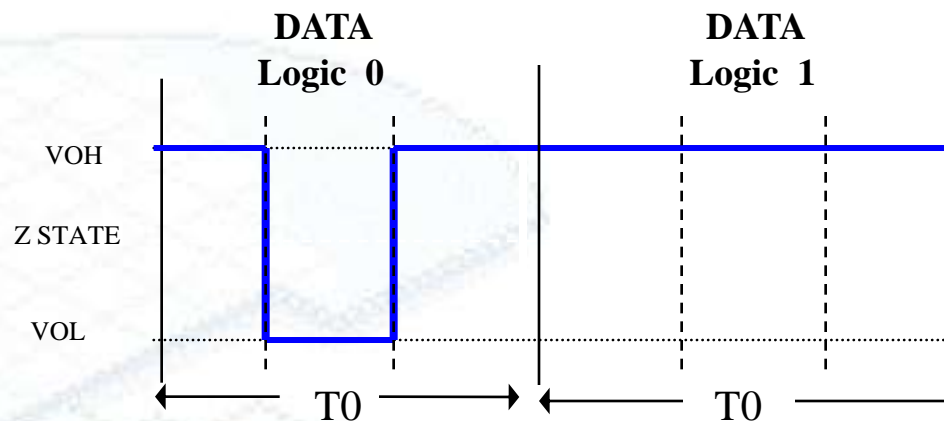 DATA
Logic 0
DATA
Logic 1
VOH
Z STATE
VOL
T0
T0